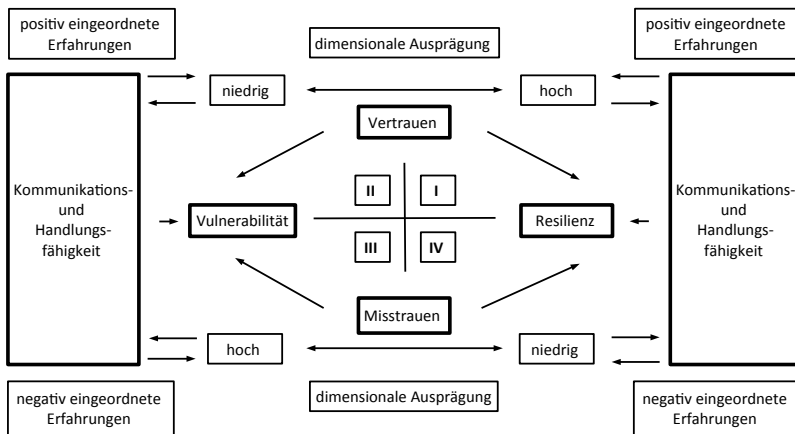 positiv eingeordnete
Erfahrungen
dimensionale Ausprägung
positiv eingeordnete
Erfahrungen
niedrig
hoch
Vertrauen
Kommunikations-
und
Handlungs-
fähigkeit
Vulnerabilität
II
I
III
IV
Resilienz
Kommunikations-
und
Handlungs-
fähigkeit
Misstrauen
hoch
niedrig
negativ eingeordnete
Erfahrungen
dimensionale Ausprägung
negativ eingeordnete
Erfahrungen